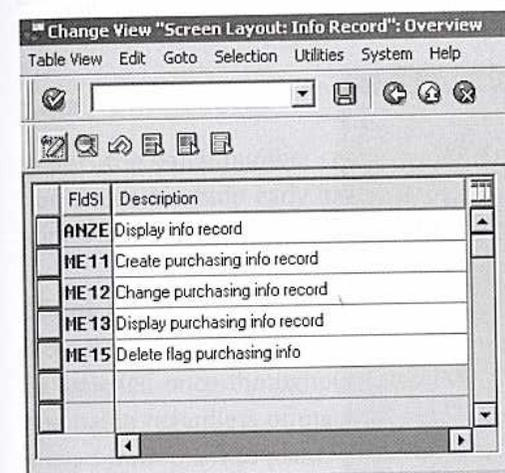 Change View "Screen Layout: Info Record": Overview
Table View Edit Goto Selection Utilities System Help
FldSl Description
ANZE Display info record
ME11 Create purchasing info record
ME12 Change purchasing info record
ME13 Display purchasing info record
ME15 Delete flag purchasing info